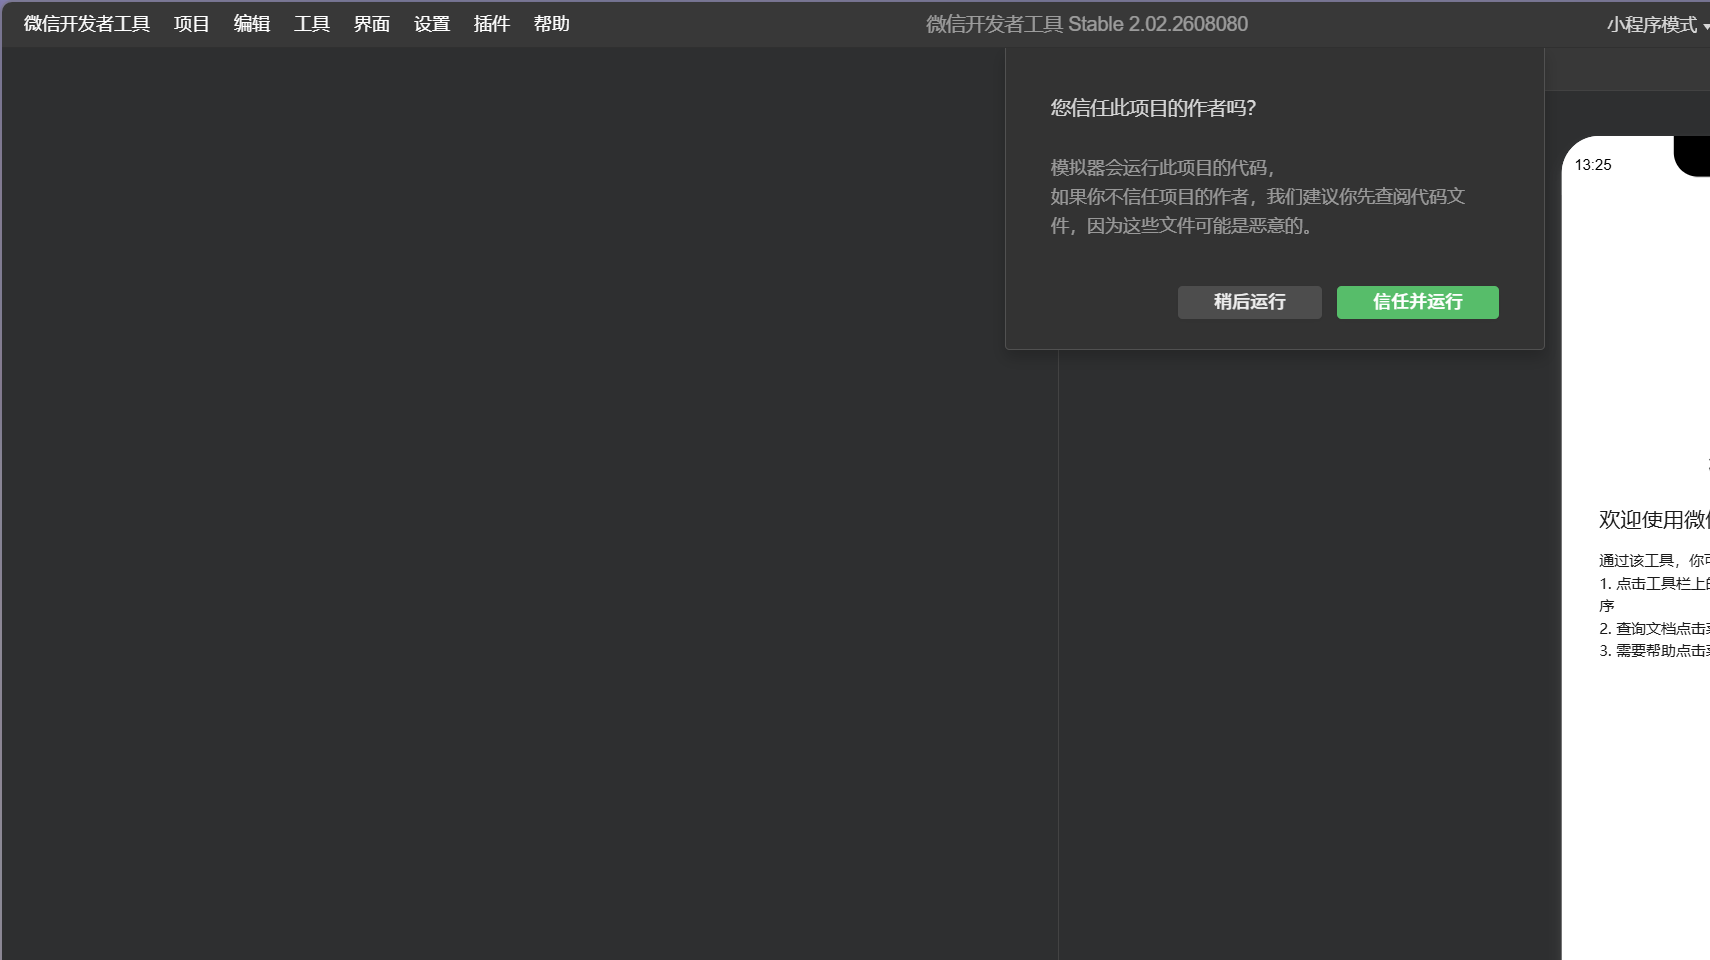 微信开发者工具 项目 编辑 工具 界面 设置 插件 帮助 微信开发者工具 Stable 2.02.2608080 小程序模式
您信任此项目的作者吗？
模拟器会运行此项目的代码，
如果你不信任项目的作者，我们建议你先查阅代码文
件，因为这些文件可能是恶意的。
稍后运行 信任并运行
13:25
欢迎使用微
通过该工具，你
1. 点击工具栏上
序
2. 查询文档点击
3. 需要帮助点击